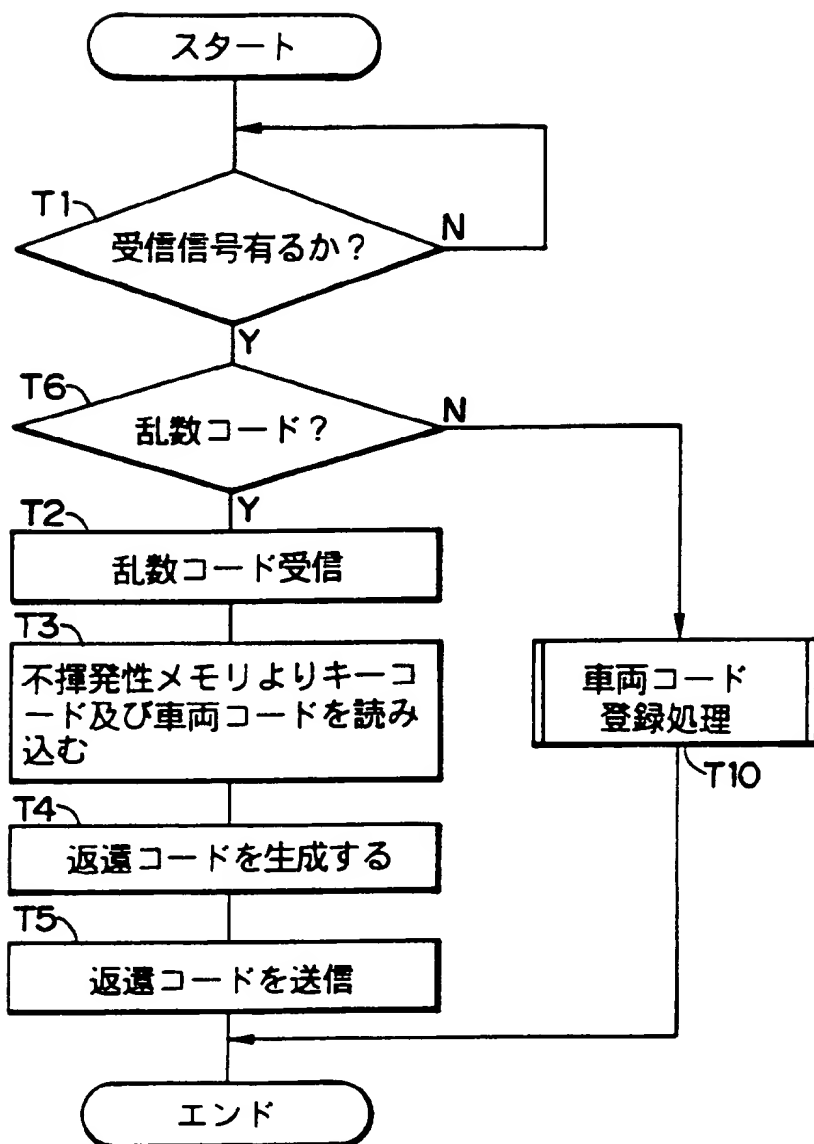 スタート
T1
受信信号有るか?
N
Y
T6
乱数コード?
N
Y
T2
乱数コード受信
T3
不揮発性メモリよりキーコ
ード及び車両コードを読み
込む
車両コード
登録処理
T10
T4
返還コードを生成する
T5
返還コードを送信
エンド